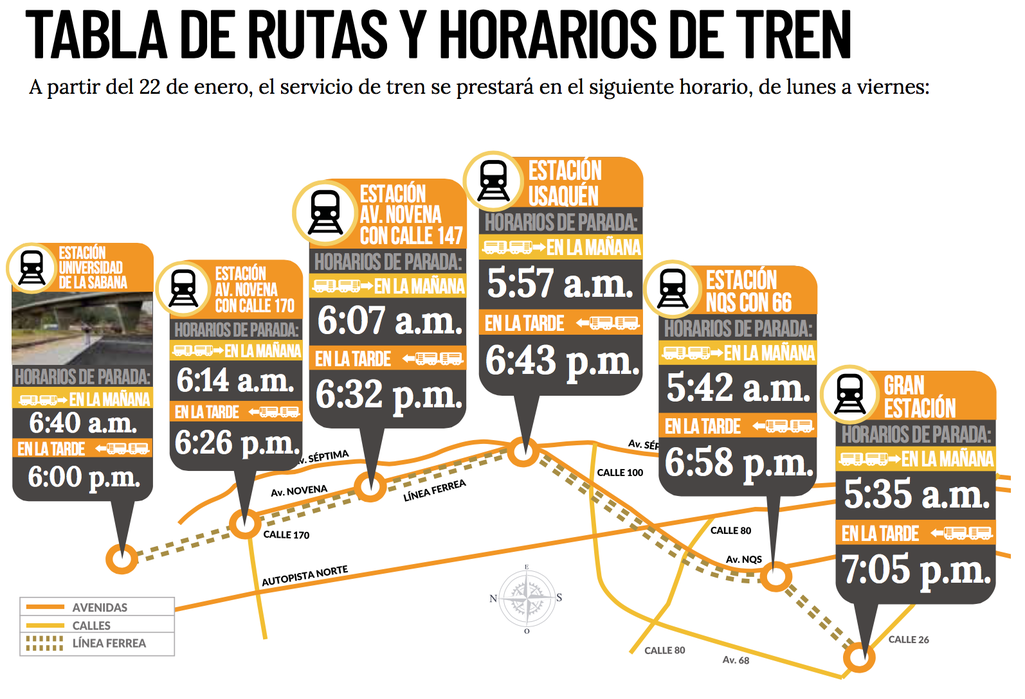 TABLA DE RUTAS Y HORARIOS DE TREN
A partir del 22 de enero, el servicio de tren se prestará en el siguiente horario, de lunes a viernes:
ESTACIÓN
UNIVERSIDAD
DE LA SABANA
HORARIOS DE PARADA:
EN LA MAÑANA
6:40 a.m.
EN LA TARDE
6:00 p.m.
ESTACIÓN
AV. NOVENA
CON CALLE 170
HORARIOS DE PARADA:
EN LA MAÑANA
6:14 a.m.
EN LA TARDE
6:26 p.m.
ESTACIÓN
AV. NOVENA
CON CALLE 147
HORARIOS DE PARADA:
EN LA MAÑANA
6:07 a.m.
EN LA TARDE
6:32 p.m.
ESTACIÓN
USAQUÉN
HORARIOS DE PARADA:
EN LA MAÑANA
5:57 a.m.
EN LA TARDE
6:43 p.m.
ESTACIÓN
NQS CON 66
HORARIOS DE PARADA:
EN LA MAÑANA
5:42 a.m.
EN LA TARDE
6:58 p.m.
GRAN
ESTACIÓN
HORARIOS DE PARADA:
EN LA MAÑANA
5:35 a.m.
EN LA TARDE
7:05 p.m.
v. SÉPTIMA
Av. SÉP
Av. NOVENA
LÍNEA FERREA
CALLE 100
CALLE 170
CALLE 80
Av. NQS
AUTOPISTA NORTE
E
N
S
O
AVENIDAS
CALLES
LÍNEA FERREA
CALLE 80
Av. 68
CALLE 26